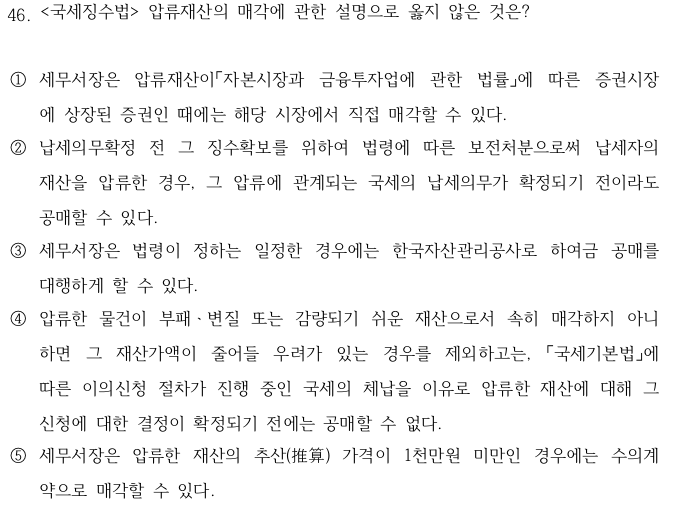 46. <국세징수법> 압류재산의 매각에 관한 설명으로 옳지 않은 것은?
① 세무서장은 압류재산이「자본시장과 금융투자업에 관한 법률」에 따른 증권시장
에 상장된 증권인 때에는 해당 시장에서 직접 매각할 수 있다.
② 납세의무확정 전 그 징수확보를 위하여 법령에 따른 보전처분으로써 납세자의
재산을 압류한 경우, 그 압류에 관계되는 국세의 납세의무가 확정되기 전이라도
공매할 수 있다.
③ 세무서장은 법령이 정하는 일정한 경우에는 한국자산관리공사로 하여금 공매를
대행하게 할 수 있다.
④ 압류한 물건이 부패ㆍ변질 또는 감량되기 쉬운 재산으로서 속히 매각하지 아니
하면 그 재산가액이 줄어들 우려가 있는 경우를 제외하고는, 「국세기본법」에
따른 이의신청 절차가 진행 중인 국세의 체납을 이유로 압류한 재산에 대해 그
신청에 대한 결정이 확정되기 전에는 공매할 수 없다.
⑤ 세무서장은 압류한 재산의 추산(推算) 가격이 1천만원 미만인 경우에는 수의계
약으로 매각할 수 있다.